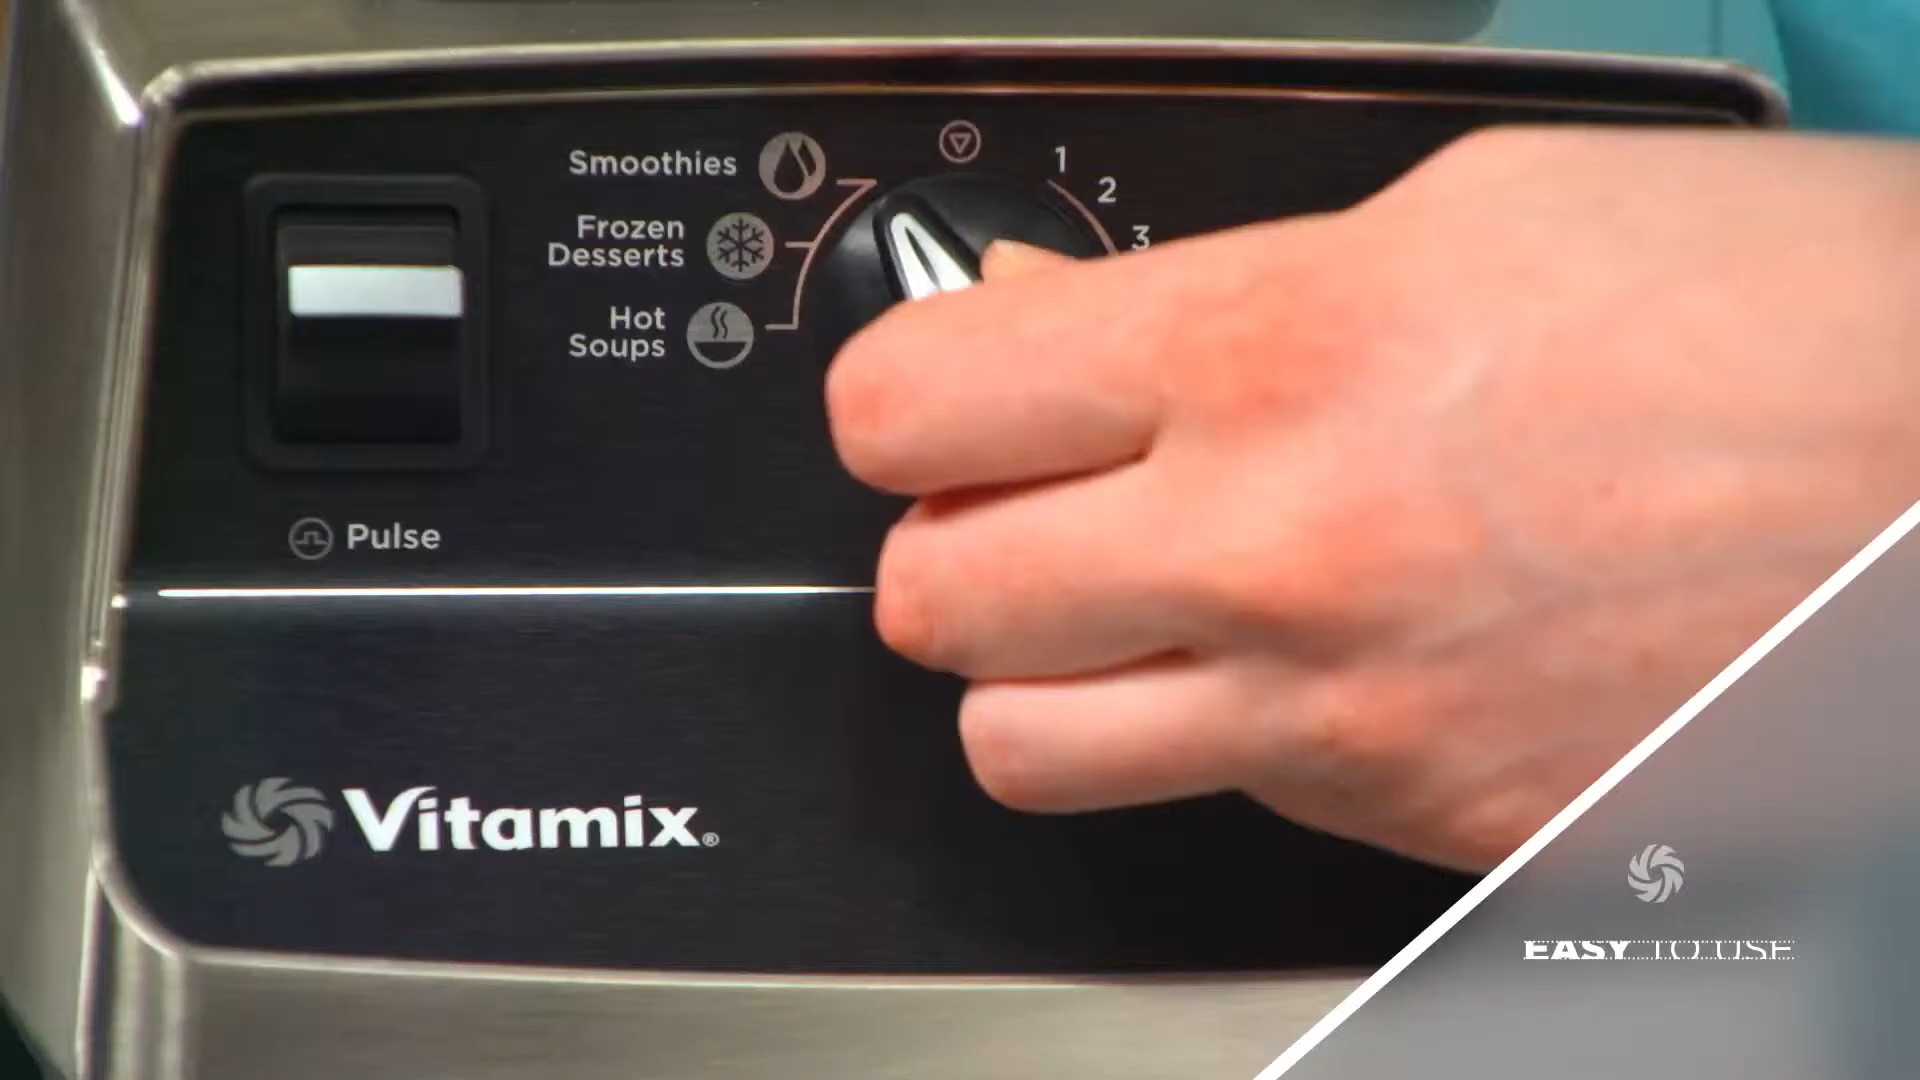 Smoothies
Frozen
Desserts
Hot
Soups
1
2
3
Pulse
Vitamix®
EASY TO USE